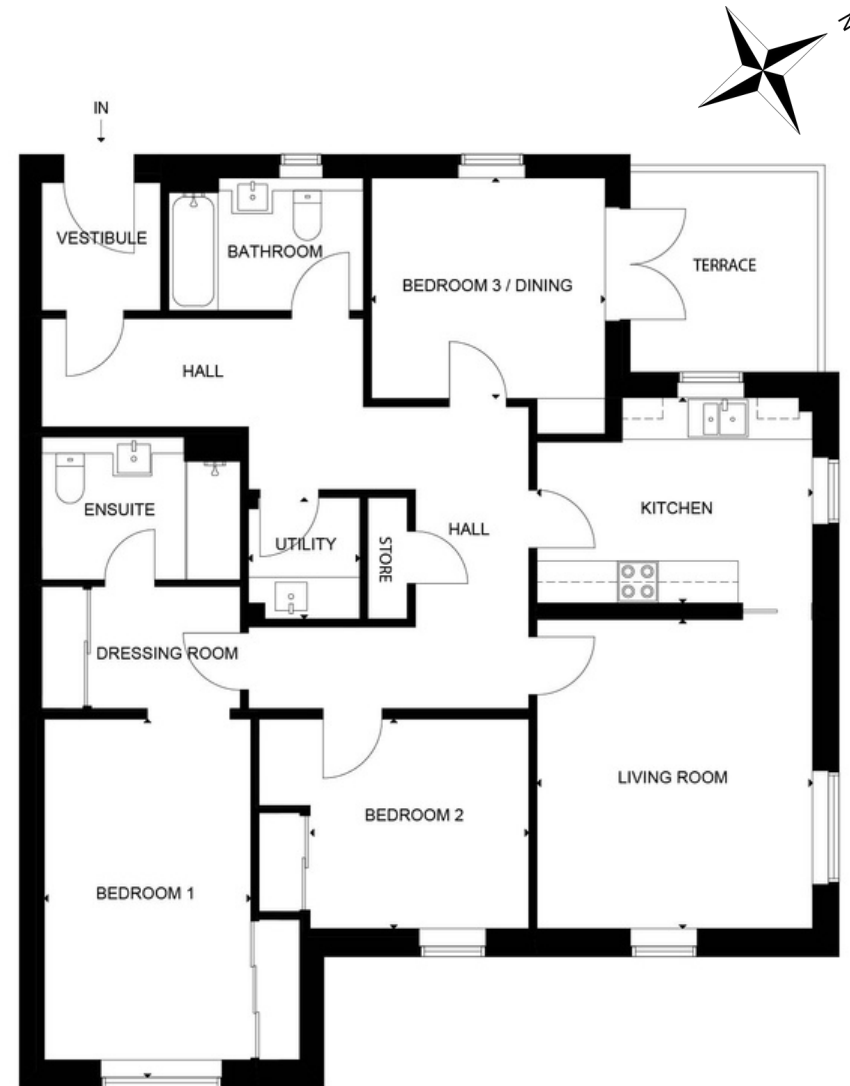 N
IN
VESTIBULE
BATHROOM
BEDROOM 3 / DINING
TERRACE
HALL
ENSUITE
UTILITY
STORE
HALL
KITCHEN
DRESSING ROOM
LIVING ROOM
BEDROOM 2
BEDROOM 1